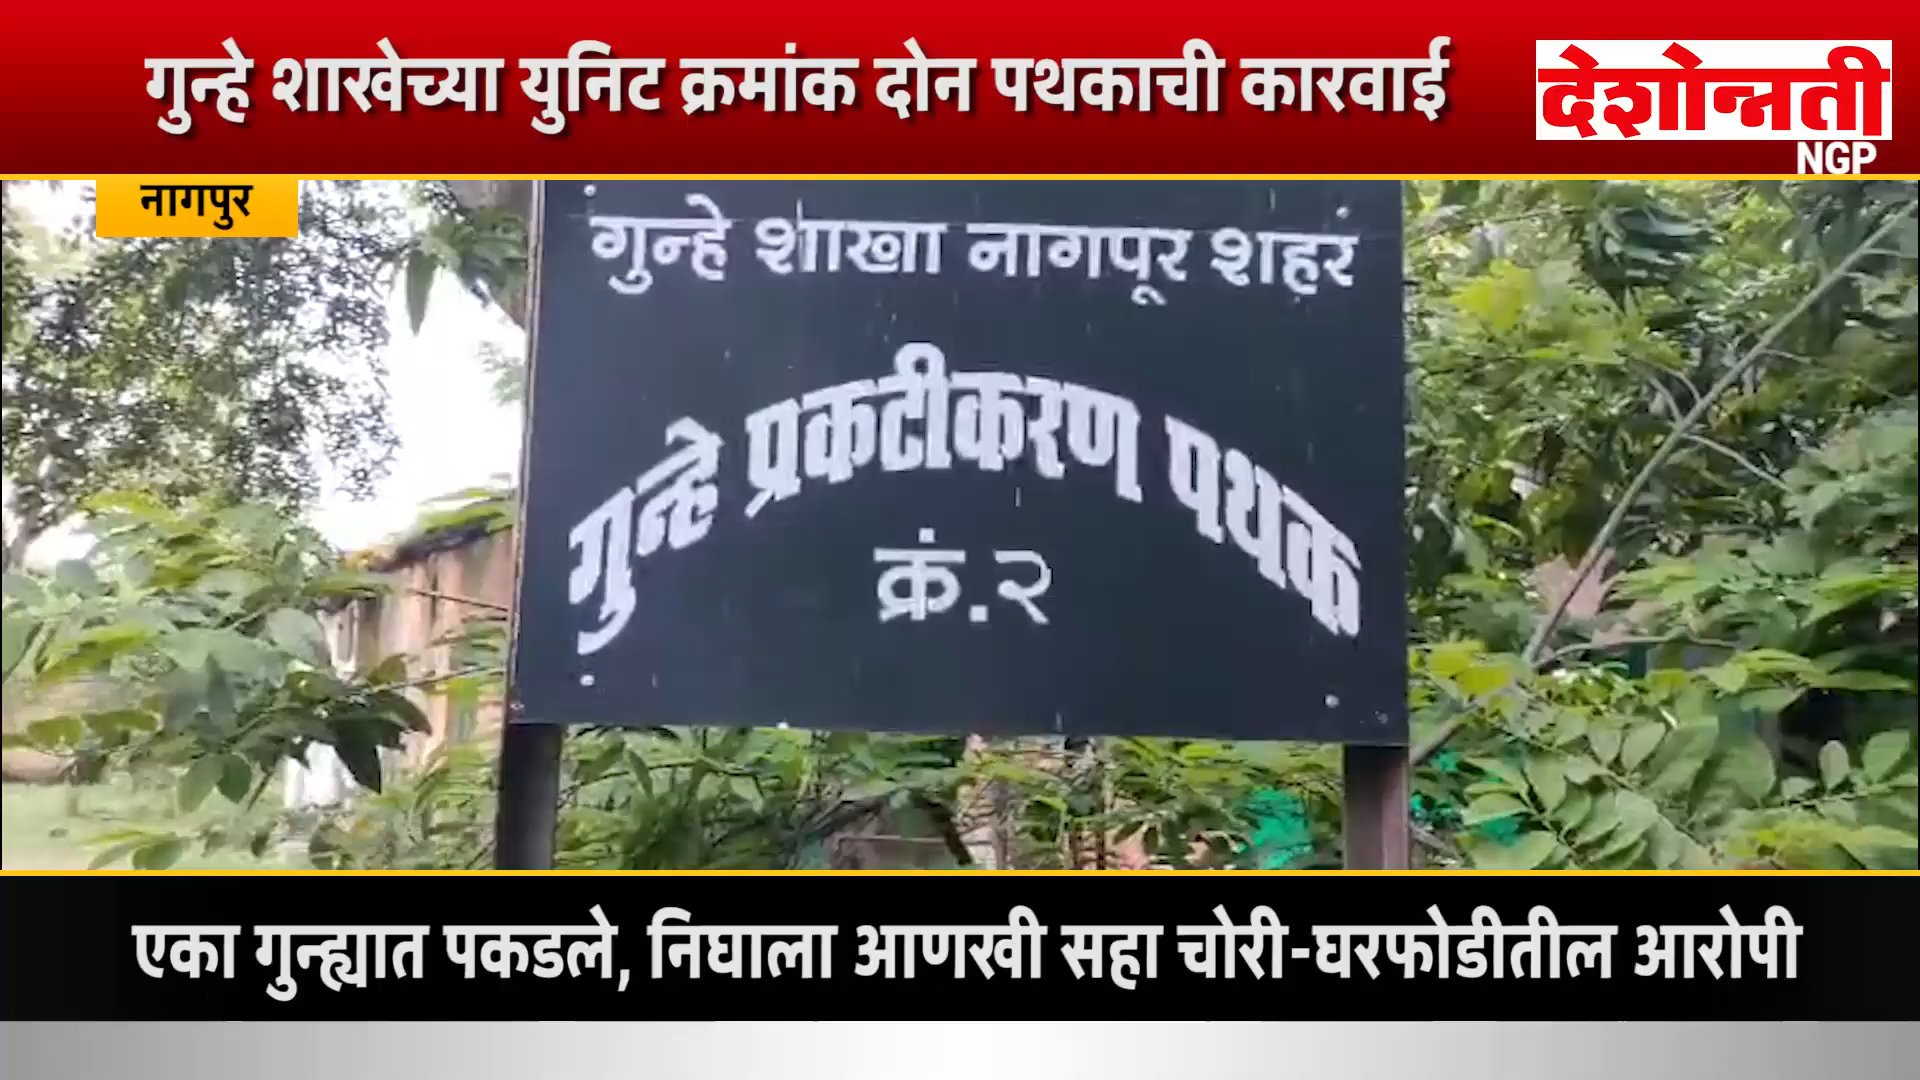 गुन्हे शाखेच्या युनिट क्रमांक दोन पथकाची कारवाई
देशोन्नती
NGP
नागपुर
गुन्हे शाखा नागपूर शहर
गुन्हे प्रकटीकरण पथक
क्रं.२
एका गुन्ह्यात पकडले, निघाला आणखी सहा चोरी-घरफोडीतील आरोपी